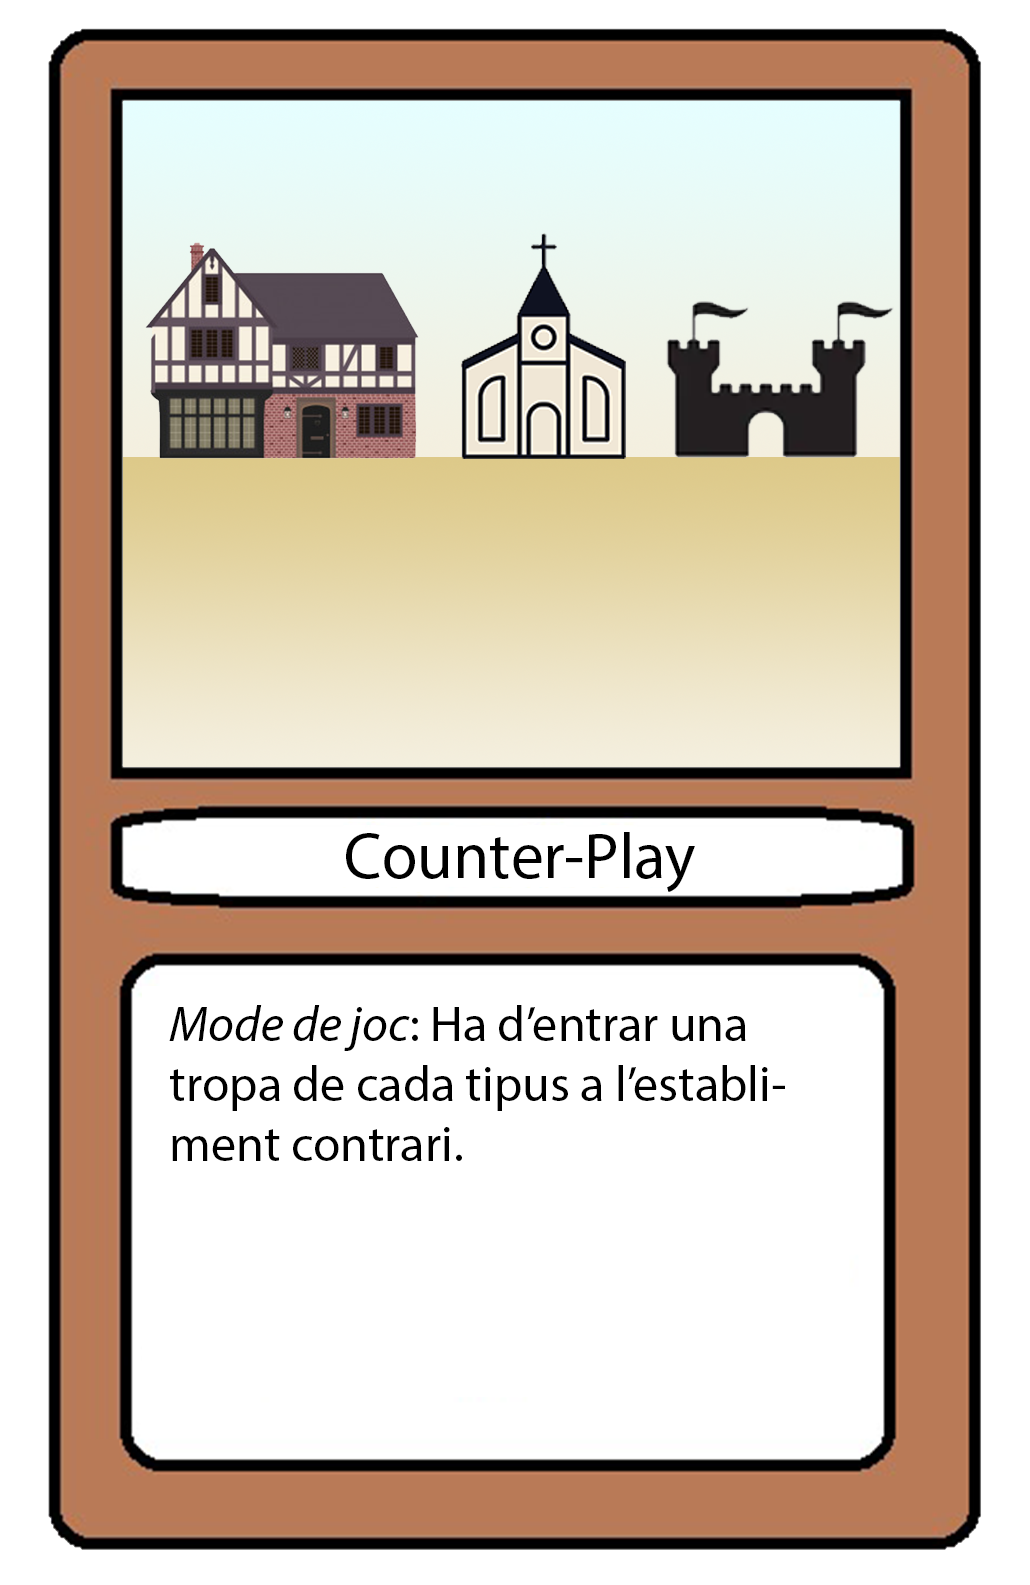 Counter-Play
Mode de joc: Ha d’entrar una
tropa de cada tipus a l’establi-
ment contrari.